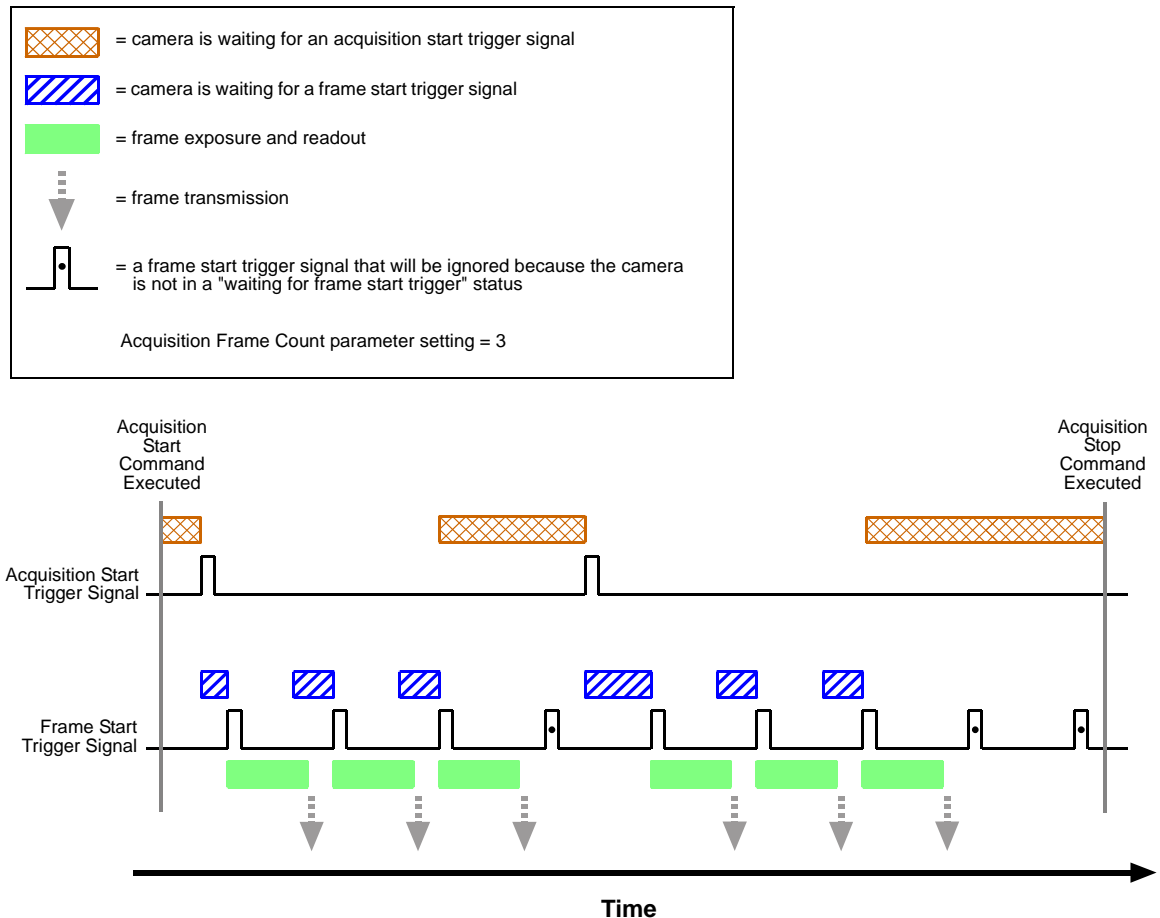 = camera is waiting for an acquisition start trigger signal
= camera is waiting for a frame start trigger signal
= frame exposure and readout
= frame transmission
= a frame start trigger signal that will be ignored because the camera
is not in a "waiting for frame start trigger" status
Acquisition Frame Count parameter setting = 3
Acquisition
Start
Command
Executed
Acquisition
Stop
Command
Executed
Acquisition Start
Trigger Signal
Frame Start
Trigger Signal
Time